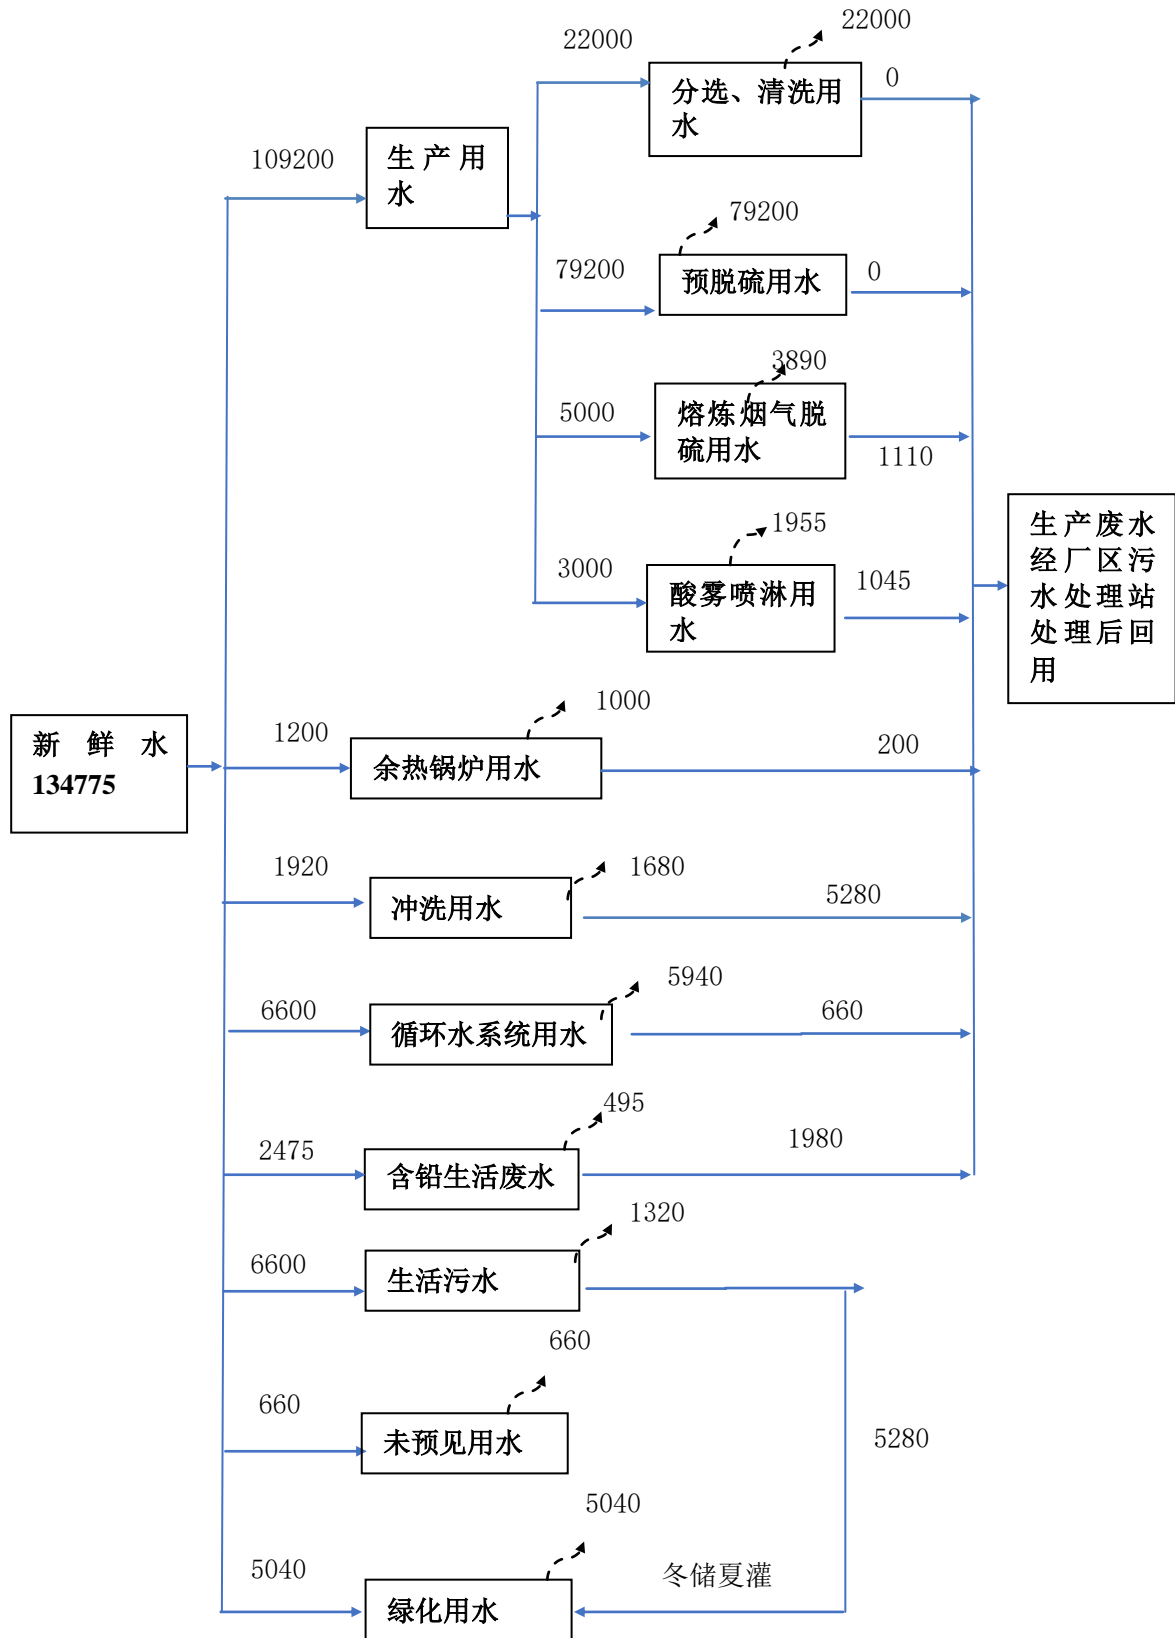 22000
22000
分选、清洗用
水
0
109200
生产用
水
79200
79200
预脱硫用水
0
3890
5000
熔炼烟气脱
硫用水
1110
1955
3000
酸雾喷淋用
水
1045
生产废水
经厂区污
水处理站
处理后回
用
新鲜水
134775
1200
1000
余热锅炉用水
200
1920
1680
冲洗用水
5280
6600
5940
循环水系统用水
660
2475
495
含铅生活废水
1980
6600
1320
生活污水
660
660
未预见用水
5280
5040
5040
绿化用水
冬储夏灌